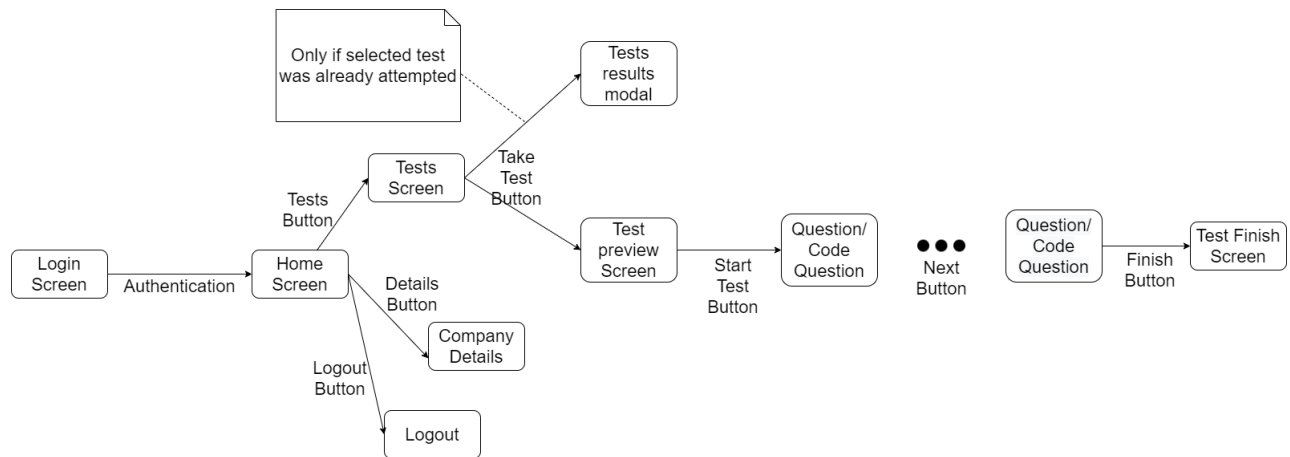 Only if selected test
was already attempted
Tests
results
modal
Tests
Screen
Take
Test
Button
Tests
Button
Login
Screen
Authentication
Home
Screen
Test
preview
Screen
Start
Test
Button
Question/
Code
Question
Next
Button
Question/
Code
Question
Finish
Button
Test Finish
Screen
Details
Button
Company
Details
Logout
Button
Logout